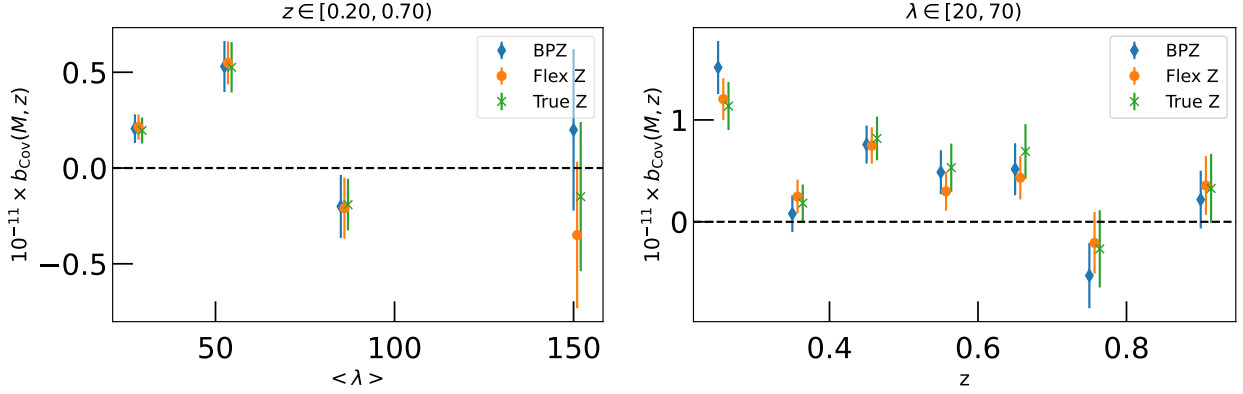 z ∈ [0.20, 0.70)
10⁻¹¹ × b_Cov(M, z)
0.5
0.0
−0.5
BPZ
Flex Z
True Z
50
100
150
< λ >
λ ∈ [20, 70)
10⁻¹¹ × b_Cov(M, z)
1
0
BPZ
Flex Z
True Z
0.4
0.6
0.8
z